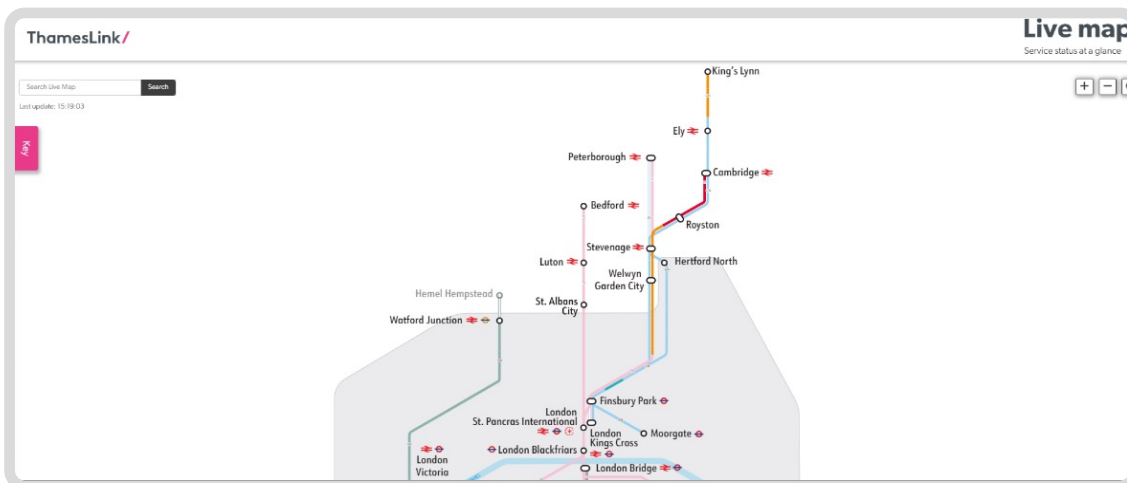 ThamesLink/
Live map
Service status at a glance
Search Live Map
Search
Last update: 15:19:03
Key
+
−
King's Lynn
Ely
Peterborough
Cambridge
Bedford
Royston
Stevenage
Luton
Hertford North
Welwyn
Garden City
Hemel Hempstead
St. Albans
City
Watford Junction
Finsbury Park
London
St. Pancras International
London
Kings Cross
Moorgate
London Blackfriars
London
Victoria
London Bridge